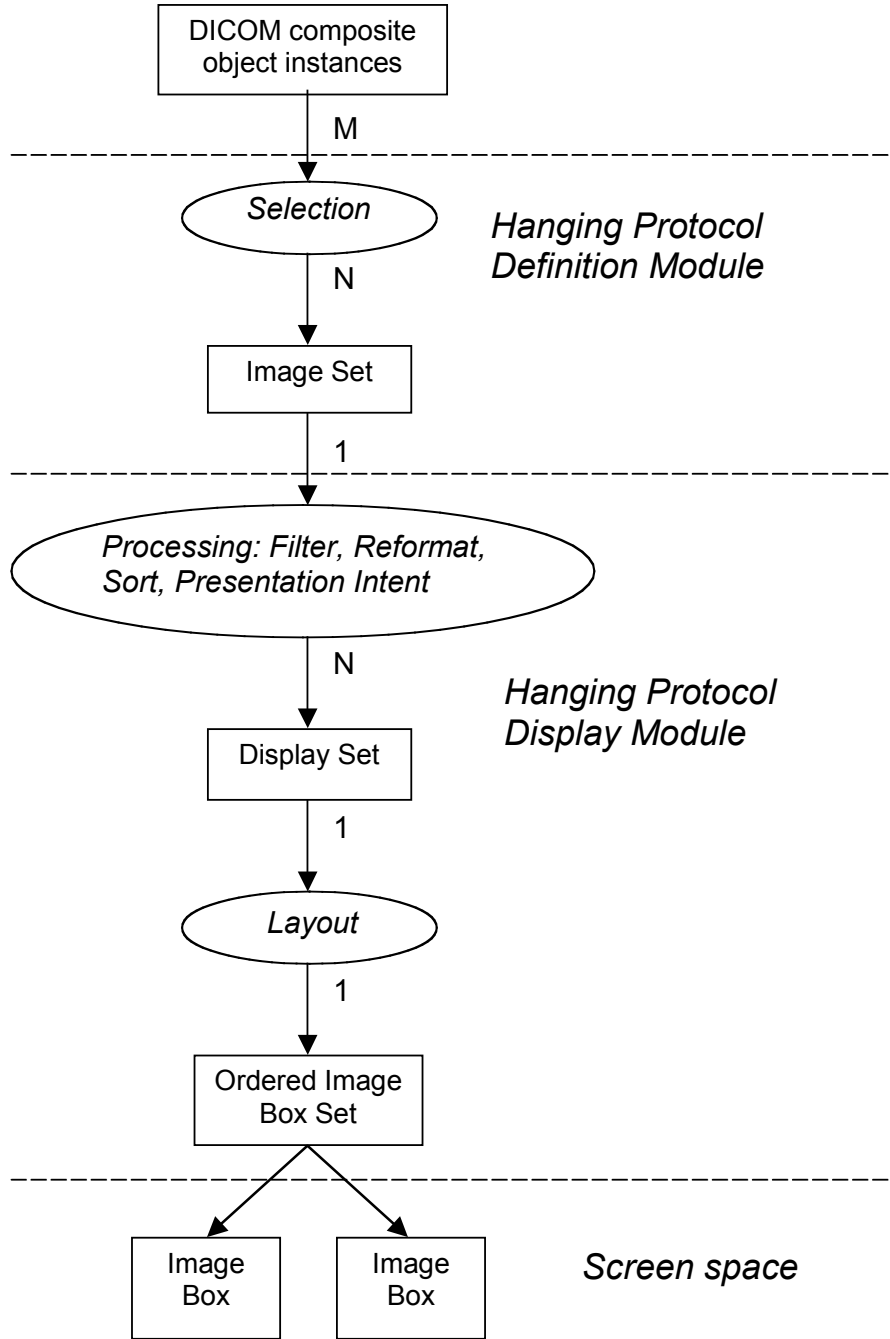 DICOM composite
object instances
M
Selection
Hanging Protocol
Definition Module
N
Image Set
1
Processing: Filter, Reformat,
Sort, Presentation Intent
N
Hanging Protocol
Display Module
Display Set
1
Layout
1
Ordered Image
Box Set
Image
Box
Image
Box
Screen space